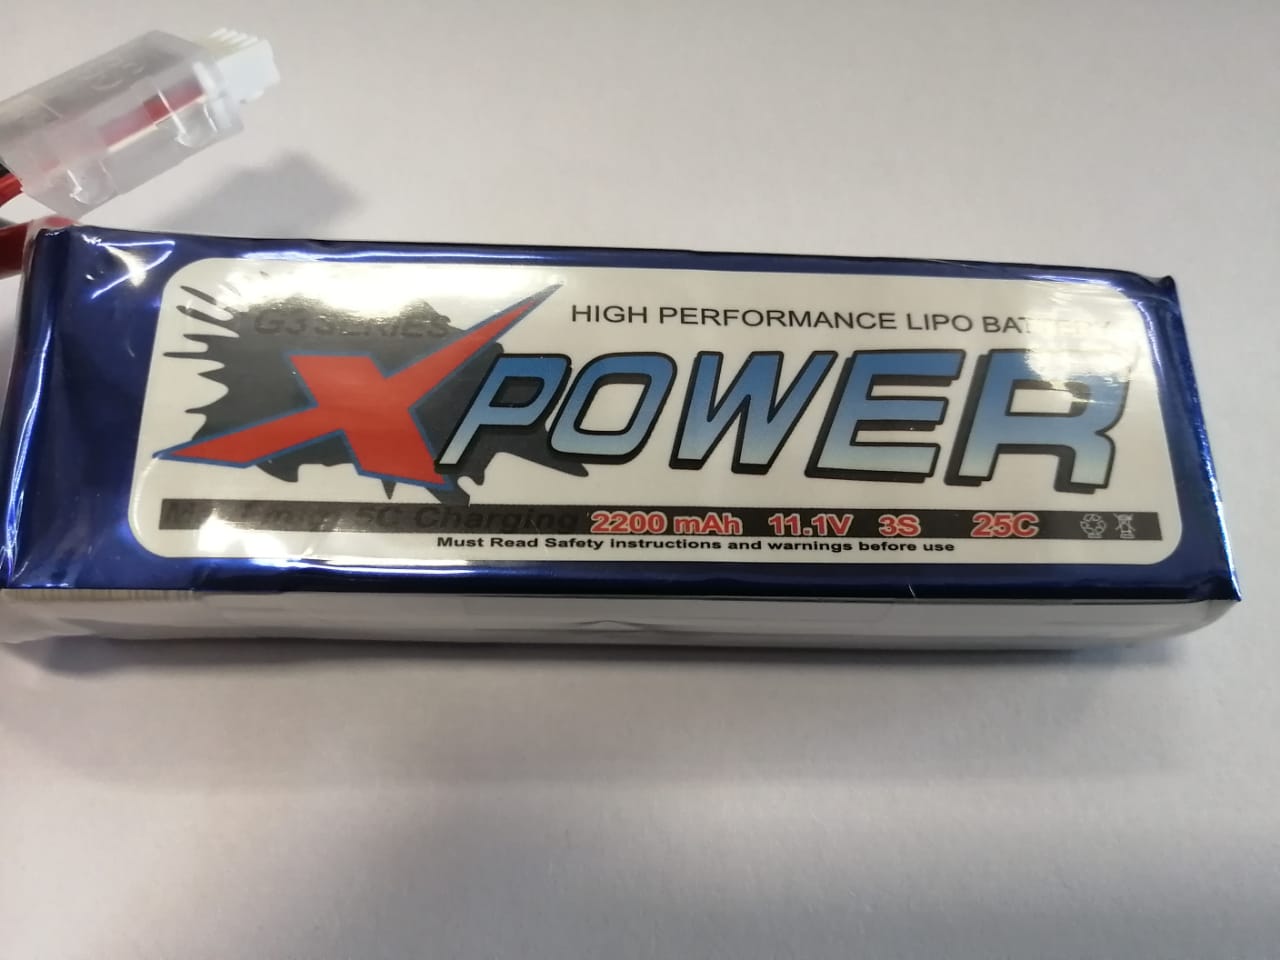 G3 SERIES
HIGH PERFORMANCE LIPO BATTERY
XPOWER
5C Charging 2200 mAh 11.1V 3S 25C
Must Read Safety instructions and warnings before use